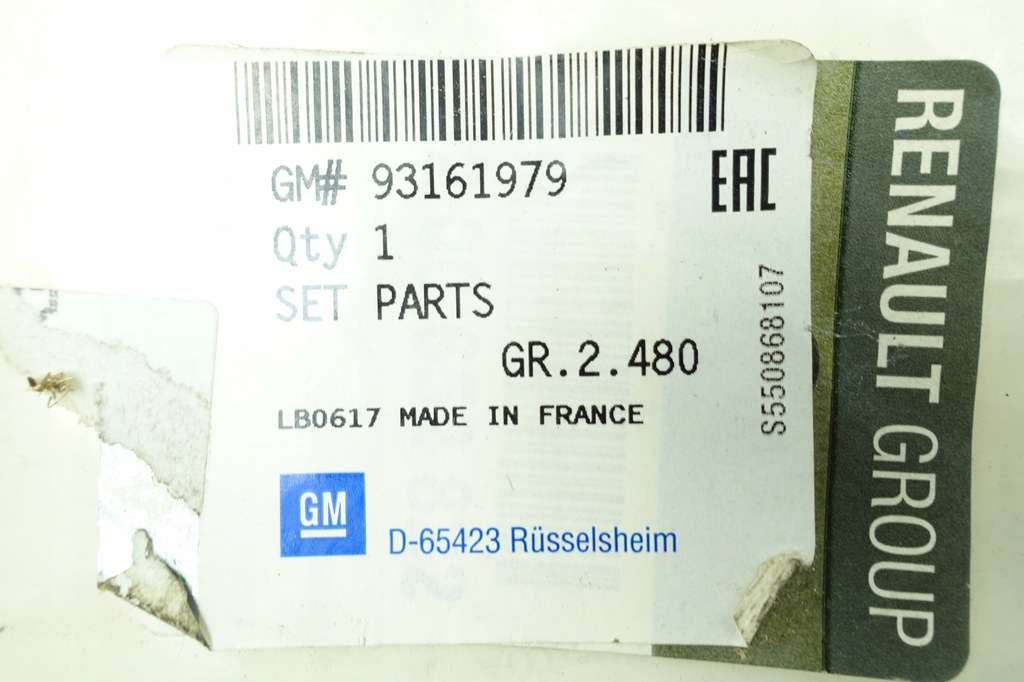 GM# 93161979
EAC
Qty 1
SET PARTS
GR.2.480
LB0617 MADE IN FRANCE
GM
D-65423 Rüsselsheim
S550868107
RENAULT GROUP